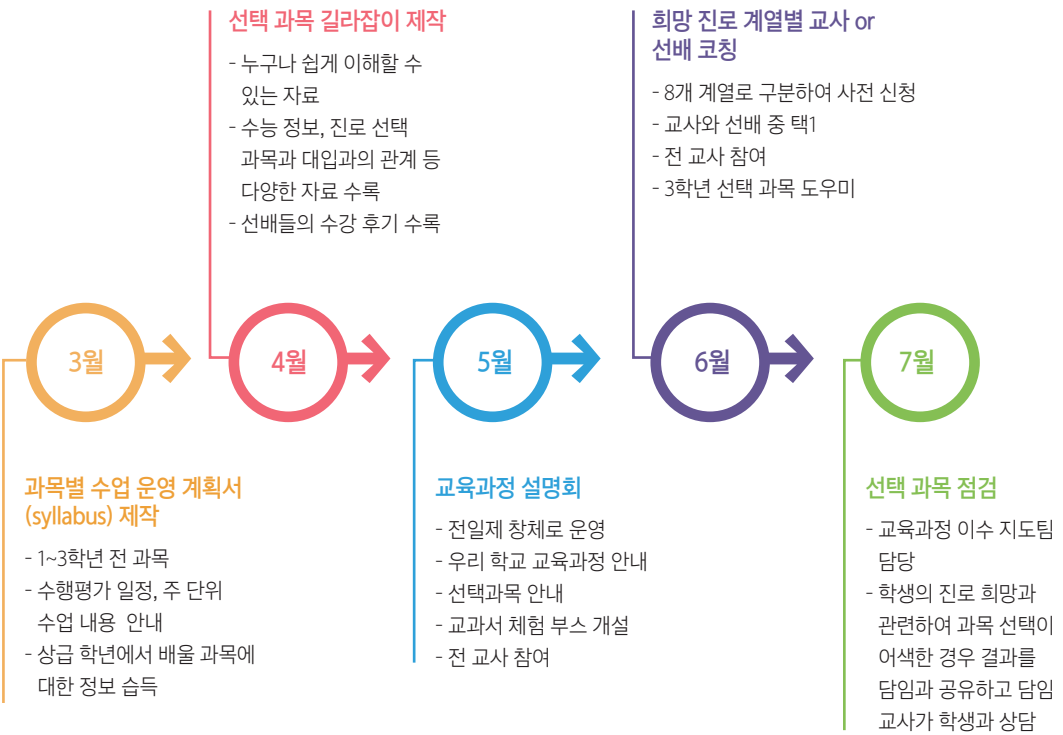 선택 과목 길라잡이 제작
- 누구나 쉽게 이해할 수
있는 자료
- 수능 정보, 진로 선택
과목과 대입과의 관계 등
다양한 자료 수록
- 선배들의 수강 후기 수록
희망 진로 계열별 교사 or
선배 코칭
- 8개 계열로 구분하여 사전 신청
- 교사와 선배 중 택1
- 전 교사 참여
- 3학년 선택 과목 도우미
3월
4월
5월
6월
7월
과목별 수업 운영 계획서
(syllabus) 제작
- 1~3학년 전 과목
- 수행평가 일정, 주 단위
수업 내용 안내
- 상급 학년에서 배울 과목에
대한 정보 습득
교육과정 설명회
- 전일제 창체로 운영
- 우리 학교 교육과정 안내
- 선택과목 안내
- 교과서 체험 부스 개설
- 전 교사 참여
선택 과목 점검
- 교육과정 이수 지도팀
담당
- 학생의 진로 희망과
관련하여 과목 선택이
어색한 경우 결과를
담임과 공유하고 담임
교사가 학생과 상담